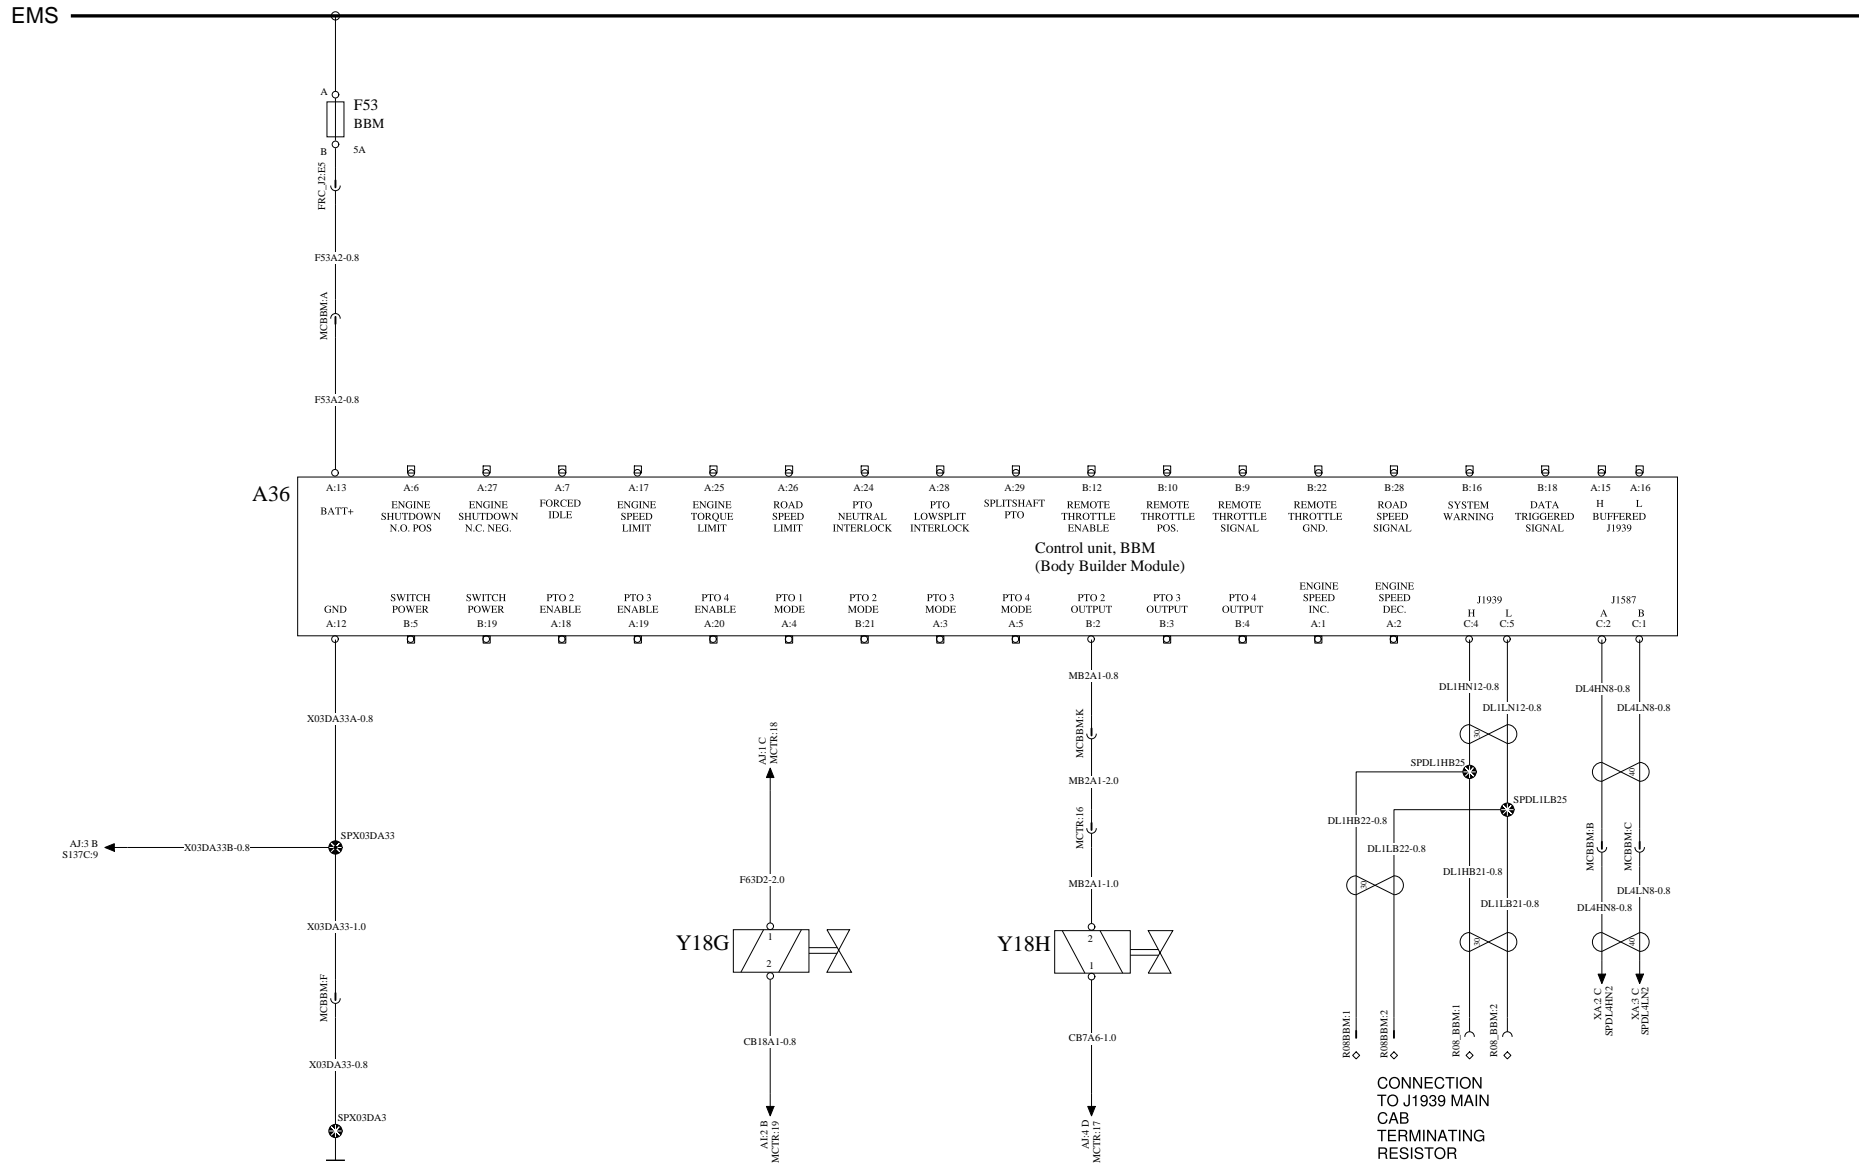 EMS
A
F53
BBM
B
5A
FRC_J2:E5
F53A2-0.8
MCBBM:A
F53A2-0.8
A36
A:13
A:6
A:27
A:7
A:17
A:25
A:26
A:24
A:28
A:29
B:12
B:10
B:9
B:22
B:28
B:16
B:18
A:15
A:16
BATT+
ENGINE
SHUTDOWN
N.O. POS
ENGINE
SHUTDOWN
N.C. NEG.
FORCED
IDLE
ENGINE
SPEED
LIMIT
ENGINE
TORQUE
LIMIT
ROAD
SPEED
LIMIT
PTO
NEUTRAL
INTERLOCK
PTO
LOWSPLIT
INTERLOCK
SPLITSHAFT
PTO
REMOTE
THROTTLE
ENABLE
REMOTE
THROTTLE
POS.
REMOTE
THROTTLE
SIGNAL
REMOTE
THROTTLE
GND.
ROAD
SPEED
SIGNAL
SYSTEM
WARNING
DATA
TRIGGERED
SIGNAL
H L
BUFFERED
J1939
Control unit, BBM
(Body Builder Module)
GND
A:12
SWITCH
POWER
B:5
SWITCH
POWER
B:19
PTO 2
ENABLE
A:18
PTO 3
ENABLE
A:19
PTO 4
ENABLE
A:20
PTO 1
MODE
A:4
PTO 2
MODE
B:21
PTO 3
MODE
A:3
PTO 4
MODE
A:5
PTO 2
OUTPUT
B:2
PTO 3
OUTPUT
B:3
PTO 4
OUTPUT
B:4
ENGINE
SPEED
INC.
A:1
ENGINE
SPEED
DEC.
A:2
J1939
H L
C:4 C:5
J1587
A B
C:2 C:1
X03DA33A-0.8
SPX03DA33
AJ:3 B
S137C:9
X03DA33B-0.8
X03DA33-1.0
MCBBM:F
X03DA33-0.8
SPX03DA3
AJ:1 C
MCTR:18
F63D2-2.0
Y18G
1
2
CB18A1-0.8
AI:2 B
MCTR:19
MB2A1-0.8
MCBBM:K
MB2A1-2.0
MCTR:16
MB2A1-1.0
Y18H
2
1
CB7A6-1.0
AJ:4 D
MCTR:17
DL1HN12-0.8
DL1LN12-0.8
30
SPDL1HB25
SPDL1LB25
DL1HB22-0.8
DL1LB22-0.8
30
DL1HB21-0.8
DL1LB21-0.8
30
R08BBM:1
R08BBM:2
R08_BBM:1
R08_BBM:2
CONNECTION
TO J1939 MAIN
CAB
TERMINATING
RESISTOR
DL4HN8-0.8
DL4LN8-0.8
40
MCBBM:B
MCBBM:C
DL4LN8-0.8
DL4HN8-0.8
40
XA:2 C
SPDL4HN2
XA:3 C
SPDL4LN2